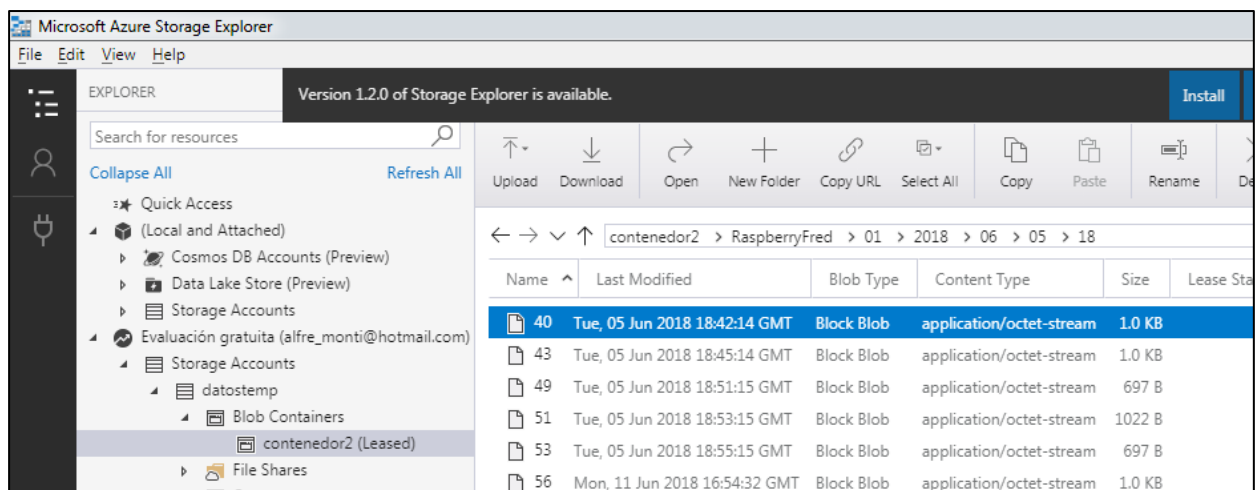 Microsoft Azure Storage Explorer
File Edit View Help
EXPLORER
Version 1.2.0 of Storage Explorer is available.
Install
Search for resources
Collapse All Refresh All
Quick Access
(Local and Attached)
Cosmos DB Accounts (Preview)
Data Lake Store (Preview)
Storage Accounts
Evaluación gratuita (alfre_monti@hotmail.com)
Storage Accounts
datostemp
Blob Containers
contenedor2 (Leased)
File Shares
Upload Download Open New Folder Copy URL Select All Copy Paste Rename De
contenedor2 > RaspberryFred > 01 > 2018 > 06 > 05 > 18
Name Last Modified Blob Type Content Type Size Lease Sta
40 Tue, 05 Jun 2018 18:42:14 GMT Block Blob application/octet-stream 1.0 KB
43 Tue, 05 Jun 2018 18:45:14 GMT Block Blob application/octet-stream 1.0 KB
49 Tue, 05 Jun 2018 18:51:15 GMT Block Blob application/octet-stream 697 B
51 Tue, 05 Jun 2018 18:53:15 GMT Block Blob application/octet-stream 1022 B
53 Tue, 05 Jun 2018 18:55:15 GMT Block Blob application/octet-stream 697 B
56 Mon, 11 Jun 2018 16:54:32 GMT Block Blob application/octet-stream 1.0 KB